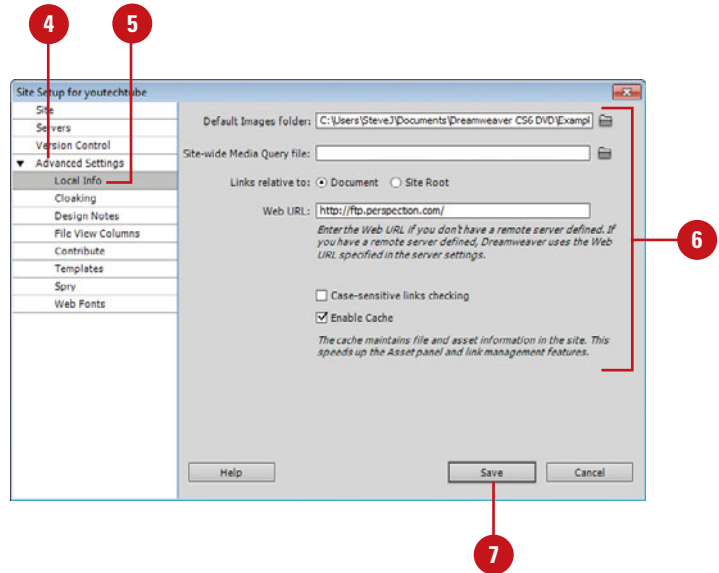 4 5
Site Setup for youtechtube
Site
Servers
Version Control
Advanced Settings
Local Info
Cloaking
Design Notes
File View Columns
Contribute
Templates
Spry
Web Fonts
Default Images folder: C:\Users\SteveJ\Documents\Dreamweaver CS6 DVD\Exampl
Site-wide Media Query file:
Links relative to: Document Site Root
Web URL: http://ftp.perspection.com/
Enter the Web URL if you don't have a remote server defined. If
you have a remote server defined, Dreamweaver uses the Web
URL specified in the server settings.
6
Case-sensitive links checking
Enable Cache
The cache maintains file and asset information in the site. This
speeds up the Asset panel and link management features.
Help Save Cancel
7